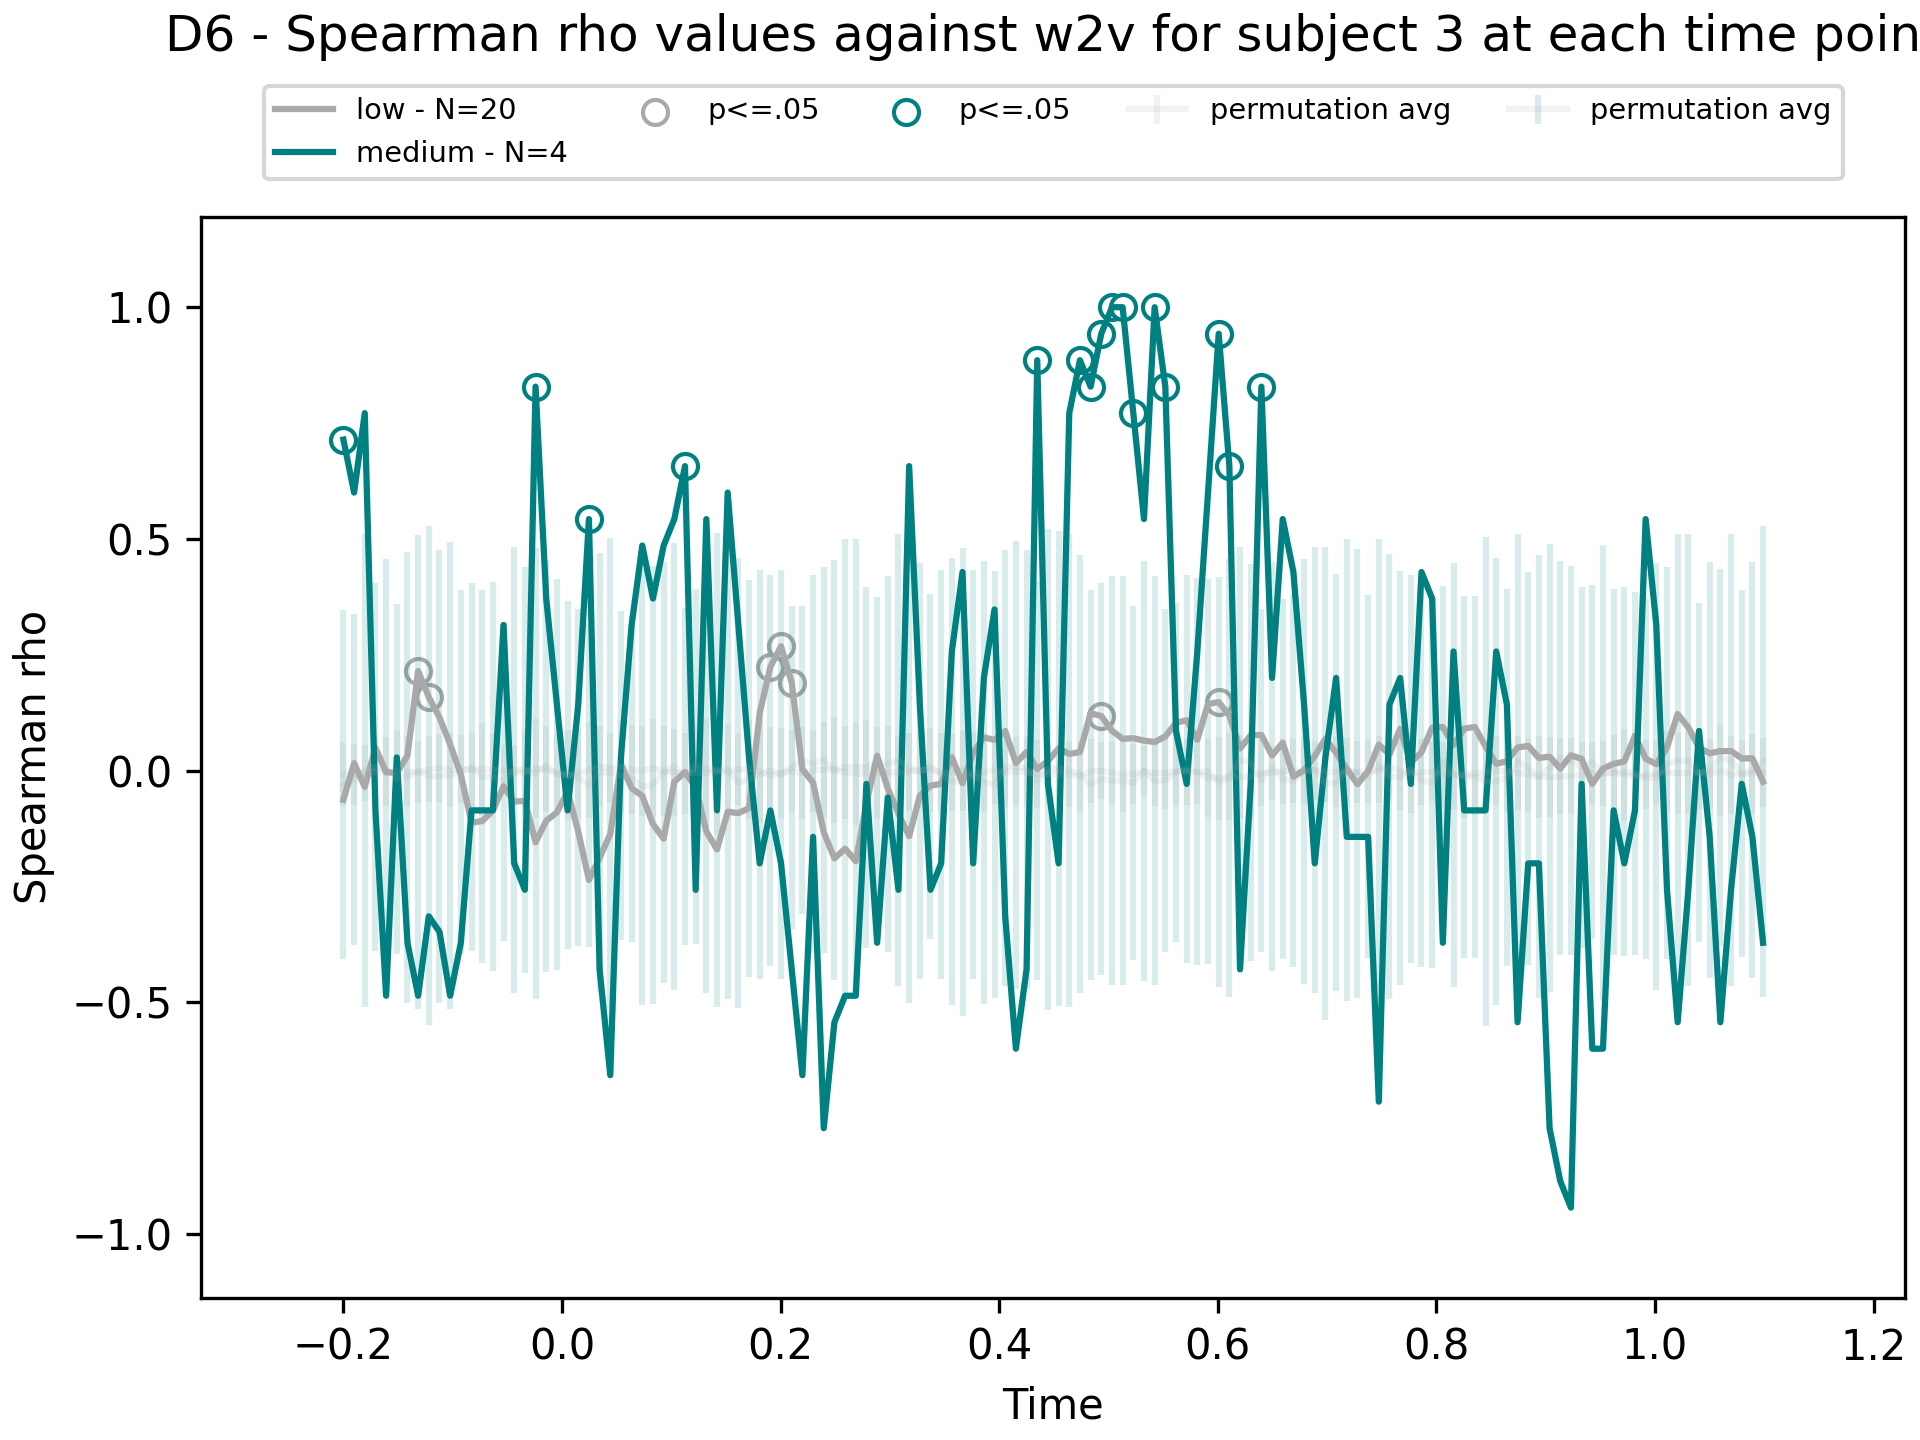 D6 - Spearman rho values against w2v for subject 3 at each time poin
low - N=20 p<=.05 p<=.05 permutation avg permutation avg
medium - N=4
1.0
0.5
0.0
−0.5
−1.0
Spearman rho
−0.2 0.0 0.2 0.4 0.6 0.8 1.0 1.2
Time